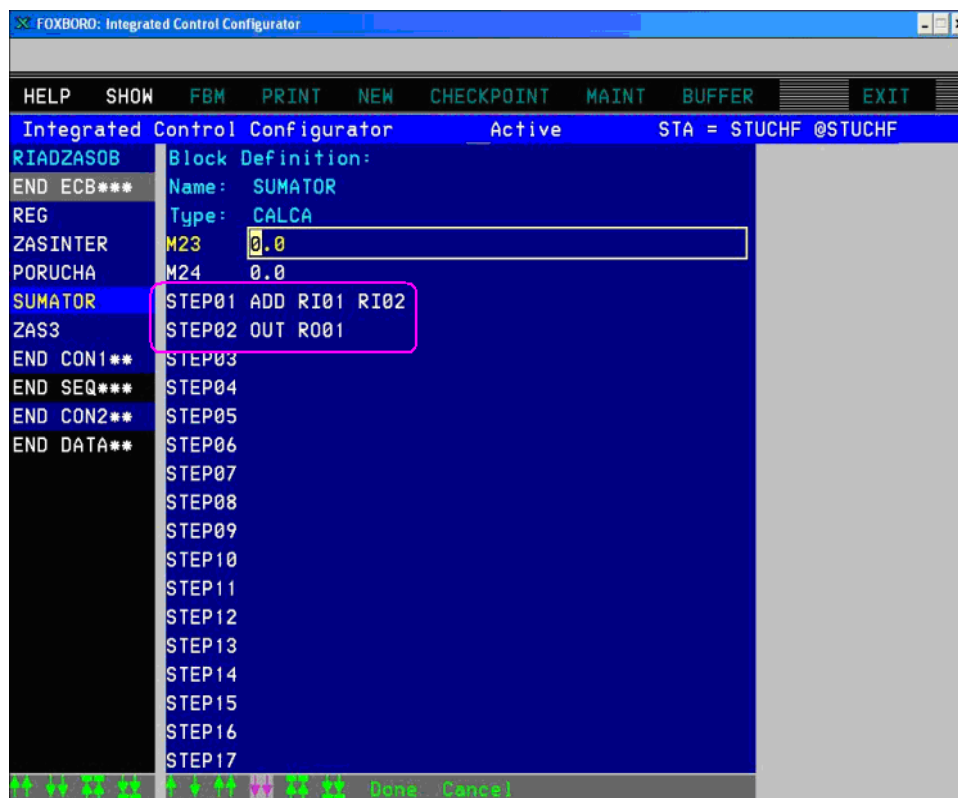 FOXBORO: Integrated Control Configurator
HELP SHOW FBM PRINT NEW CHECKPOINT MAINT BUFFER EXIT
Integrated Control Configurator Active STA = STUCHF @STUCHF
RIADZASOB
END ECB***
REG
ZASINTER
PORUCHA
SUMATOR
ZAS3
END CON1**
END SEQ***
END CON2**
END DATA**
Block Definition:
Name: SUMATOR
Type: CALCA
M23 0.0
M24 0.0
STEP01 ADD RI01 RI02
STEP02 OUT RO01
STEP03
STEP04
STEP05
STEP06
STEP07
STEP08
STEP09
STEP10
STEP11
STEP12
STEP13
STEP14
STEP15
STEP16
STEP17
Done Cancel